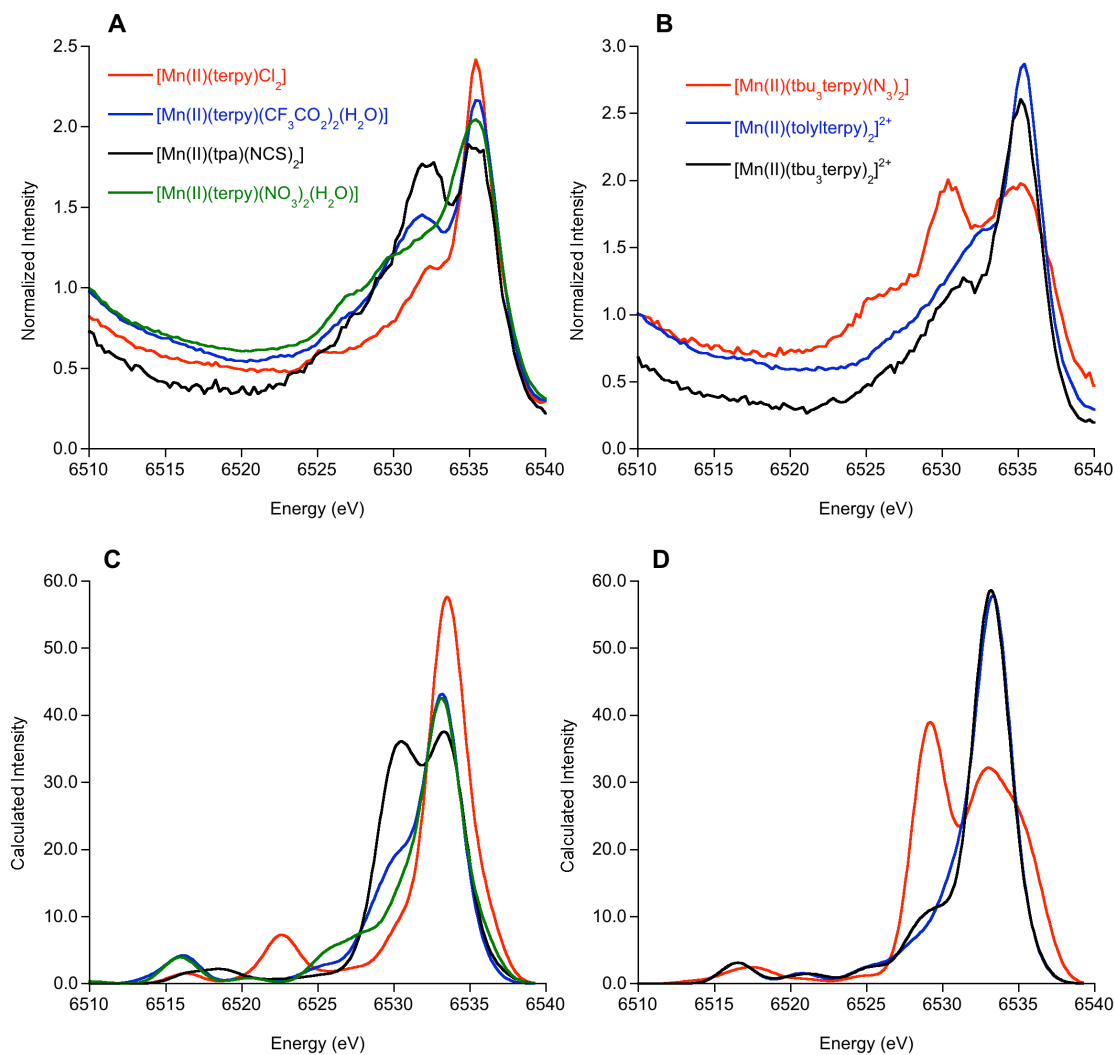 A
2.5
2.0
1.5
1.0
0.5
0.0
Normalized Intensity
[Mn(II)(terpy)Cl₂]
[Mn(II)(terpy)(CF₃CO₂)₂(H₂O)]
[Mn(II)(tpa)(NCS)₂]
[Mn(II)(terpy)(NO₃)₂(H₂O)]
6510 6515 6520 6525 6530 6535 6540
Energy (eV)
B
3.0
2.5
2.0
1.5
1.0
0.5
0.0
Normalized Intensity
[Mn(II)(tbu₃terpy)(N₃)₂]
[Mn(II)(tolylterpy)₂]²⁺
[Mn(II)(tbu₃terpy)₂]²⁺
6510 6515 6520 6525 6530 6535 6540
Energy (eV)
C
60.0
50.0
40.0
30.0
20.0
10.0
0.0
Calculated Intensity
6510 6515 6520 6525 6530 6535 6540
Energy (eV)
D
60.0
50.0
40.0
30.0
20.0
10.0
0.0
Calculated Intensity
6510 6515 6520 6525 6530 6535 6540
Energy (eV)